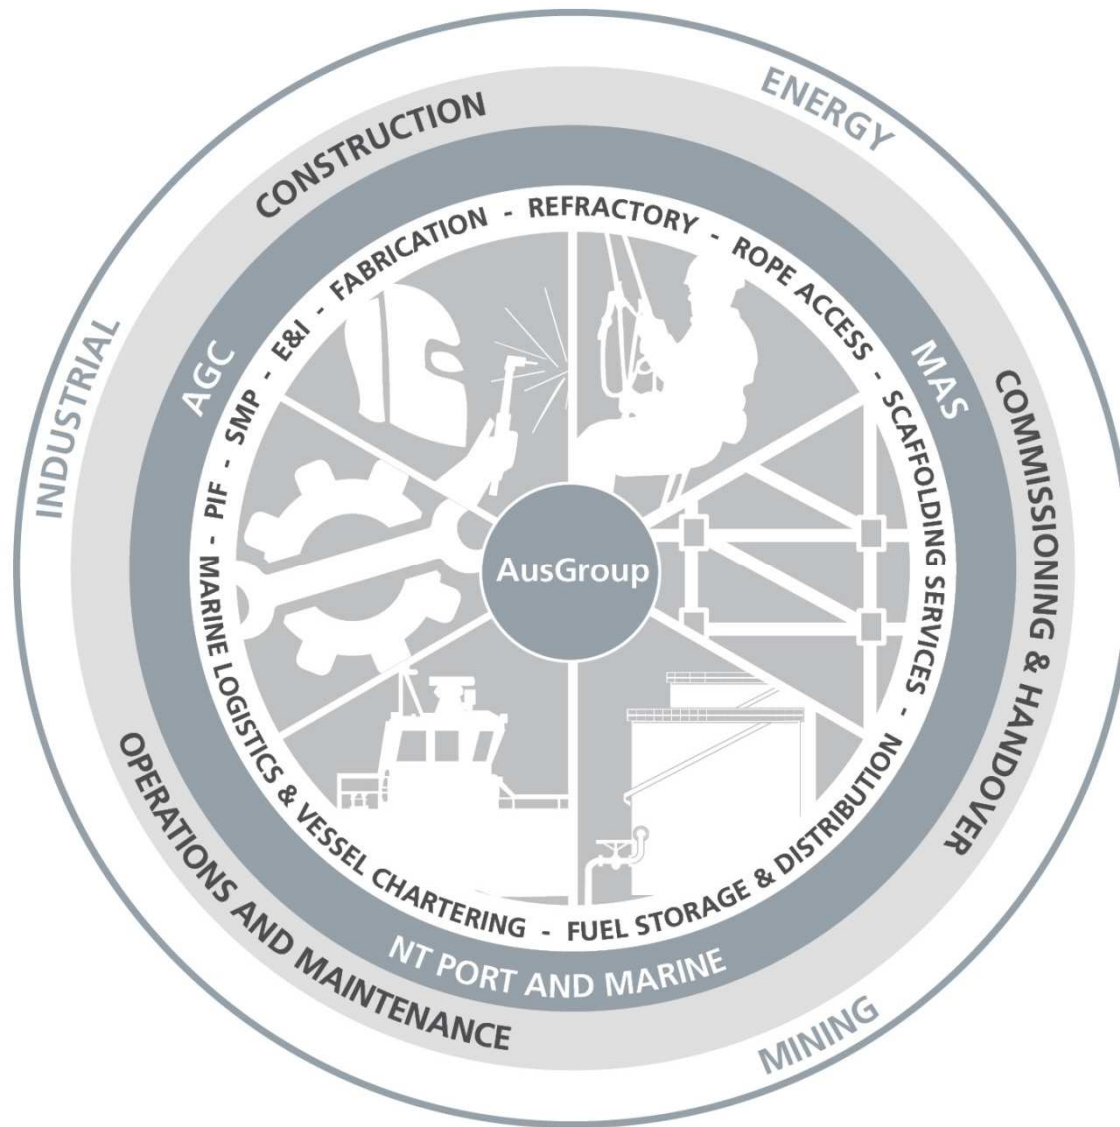 ENERGY
INDUSTRIAL
MINING
CONSTRUCTION
COMMISSIONING & HANDOVER
OPERATIONS AND MAINTENANCE
AGC
MAS
NT PORT AND MARINE
MARINE LOGISTICS & VESSEL CHARTERING - PIF - SMP - E&I - FABRICATION - REFRACTORY - ROPE ACCESS - SCAFFOLDING SERVICES - FUEL STORAGE & DISTRIBUTION -
AusGroup